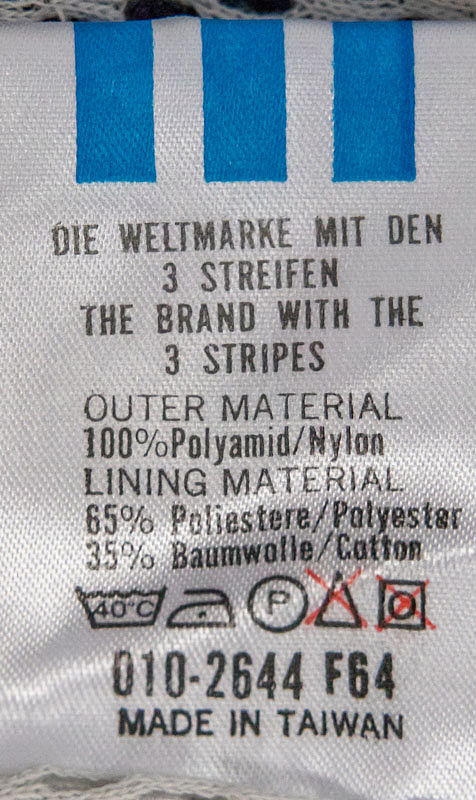 DIE WELTMARKE MIT DEN
3 STREIFEN
THE BRAND WITH THE
3 STRIPES
OUTER MATERIAL
100%Polyamid/Nylon
LINING MATERIAL
65% Poliestere/Polyester
35% Baumwolle/Cotton
40°C P
010-2644 F64
MADE IN TAIWAN